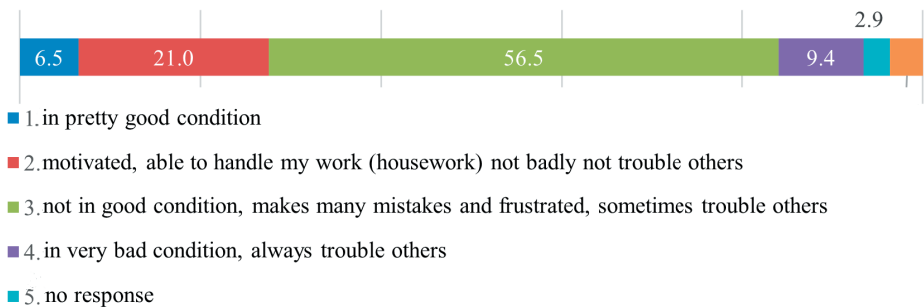 2.9
6.5 21.0 56.5 9.4
1. in pretty good condition
2. motivated, able to handle my work (housework) not badly not trouble others
3. not in good condition, makes many mistakes and frustrated, sometimes trouble others
4. in very bad condition, always trouble others
5. no response